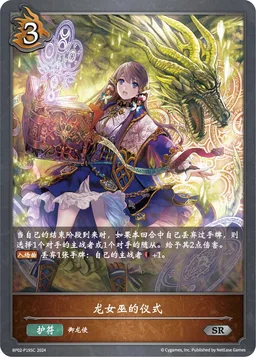 3
当自己的结束阶段到来时,如果本回合中自己丢弃过手牌,则
选择1个对手的主战者或1个对手的随从。给予其2点伤害。
入场曲 丢弃1张手牌:自己的主战者 +1。
龙女巫的仪式
护符 御龙使
SR
BP02-P19SC 2024
© Cygames, Inc. Published by NetEase Games